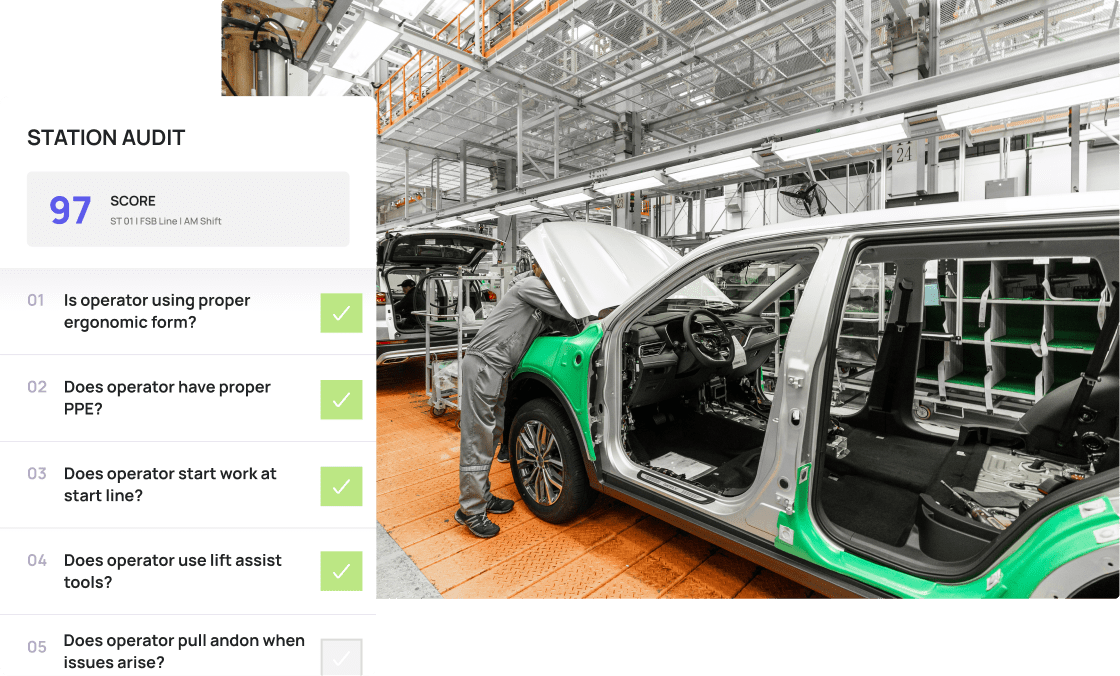 STATION AUDIT
97
SCORE
ST 01 | FSB Line | AM Shift
01
Is operator using proper
ergonomic form?
02
Does operator have proper
PPE?
03
Does operator start work at
start line?
04
Does operator use lift assist
tools?
05
Does operator pull andon when
issues arise?
24